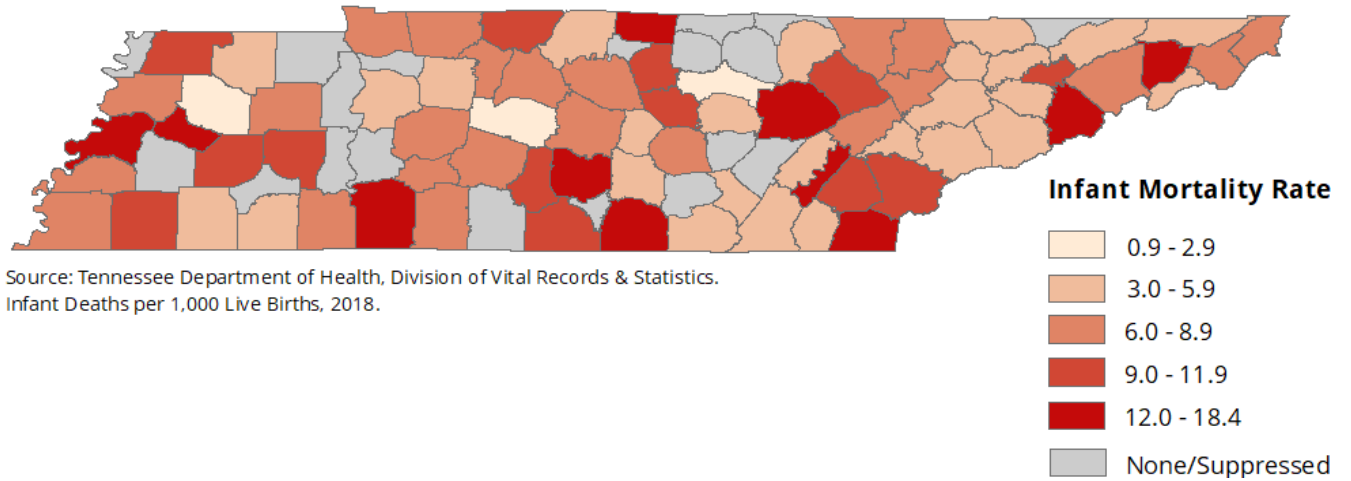 Infant Mortality Rate
0.9 - 2.9
3.0 - 5.9
6.0 - 8.9
9.0 - 11.9
12.0 - 18.4
None/Suppressed
Source: Tennessee Department of Health, Division of Vital Records & Statistics.
Infant Deaths per 1,000 Live Births, 2018.